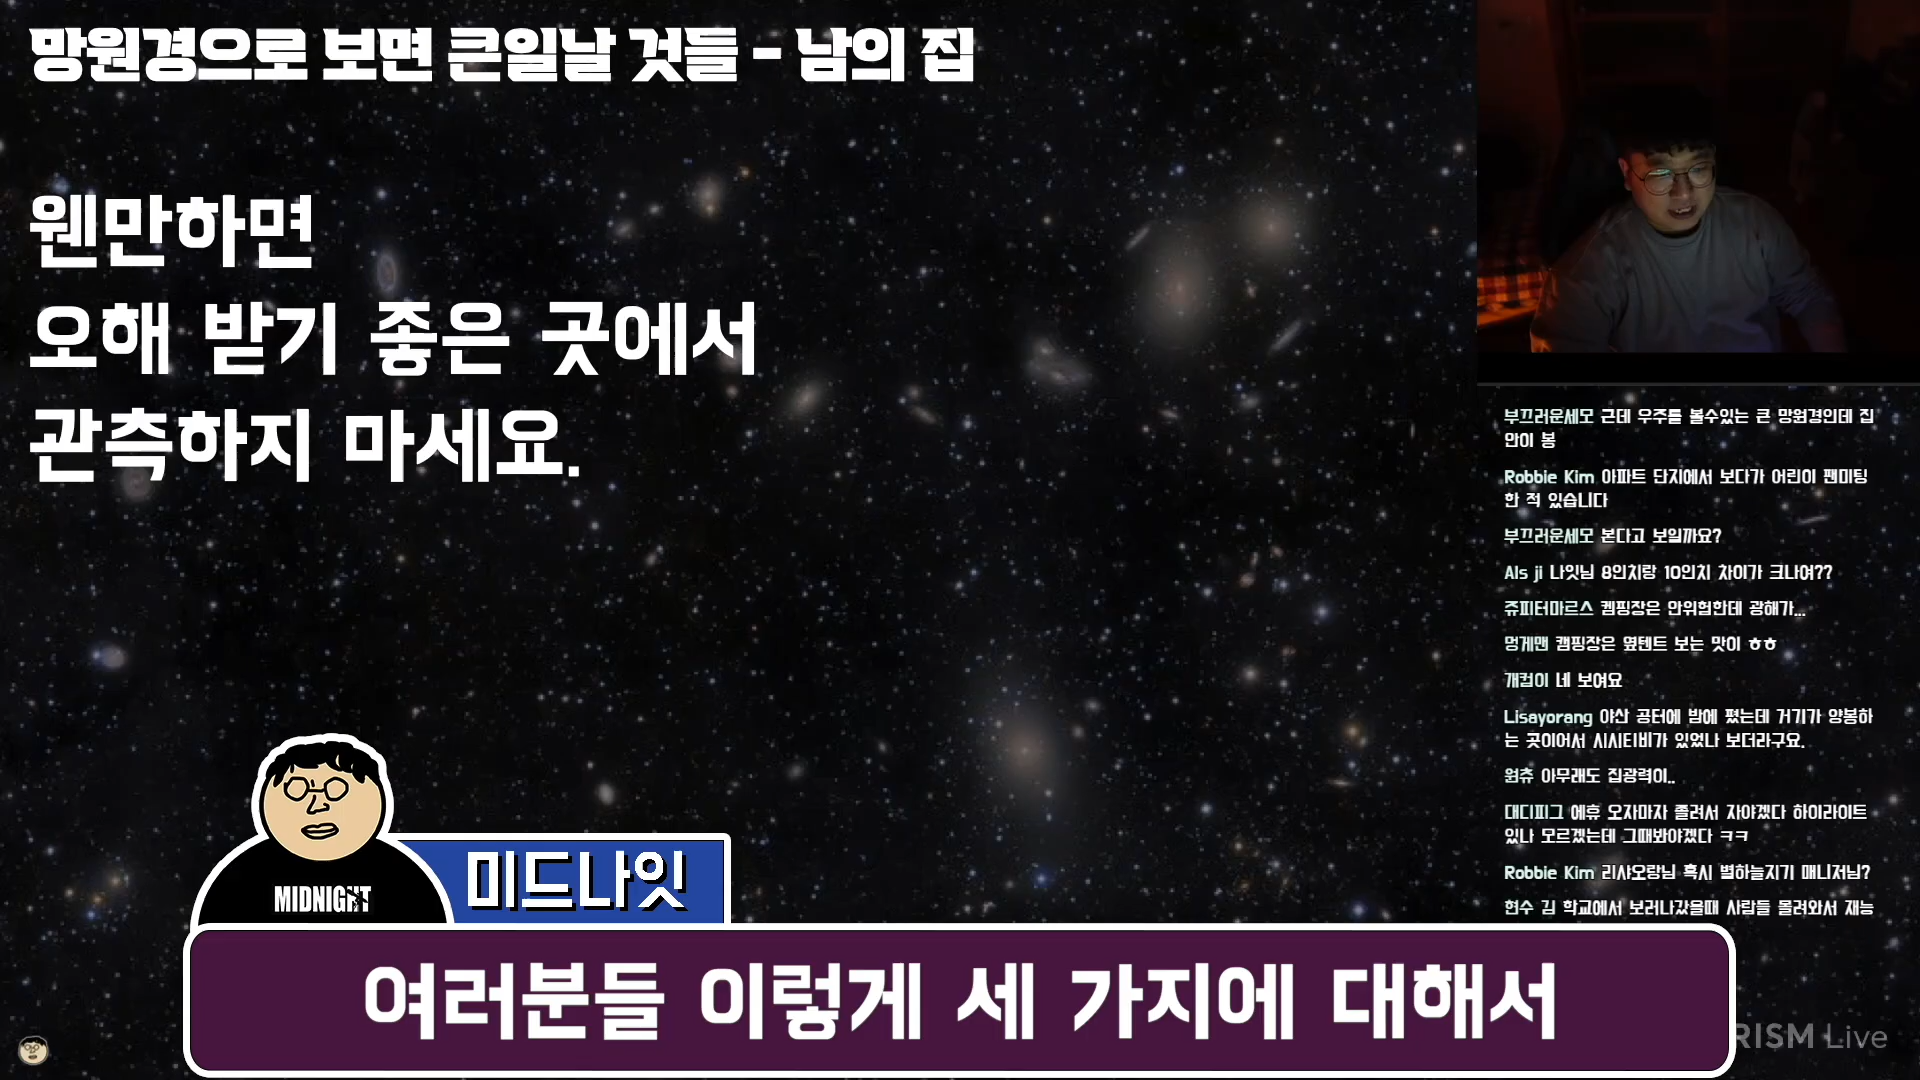 망원경으로 보면 큰일날 것들 - 남의 집
웬만하면
오해 받기 좋은 곳에서
관측하지 마세요.
부끄러운세모 근데 우주를 볼수있는 큰 망원경인데 집
안이 봉
Robbie Kim 아파트 단지에서 보다가 어린이 팬미팅
한 적 있습니다
부끄러운세모 본다고 보일까요?
Als ji 나잇님 8인치랑 10인치 차이가 크나여??
쥬피터마르스 캠핑장은 안위험한데 광해가...
멍게맨 캠핑장은 옆텐트 보는 맛이 ㅎㅎ
개컵이 네 보여요
Lisayorang 야산 공터에 밤에 폈는데 거기가 양봉하
는 곳이어서 시시티비가 있었나 보더라구요.
원츄 아무래도 집광력이..
대디피그 에휴 오자마자 졸려서 자야겠다 하이라이트
있나 모르겠는데 그때봐야겠다 ㅋㅋ
Robbie Kim 리샤오랑님 혹시 별하늘지기 매니저님?
현수 김 학교에서 보러나갔을때 사람들 몰려와서 재능
MIDNIGHT
미드나잇
여러분들 이렇게 세 가지에 대해서
RISM Live